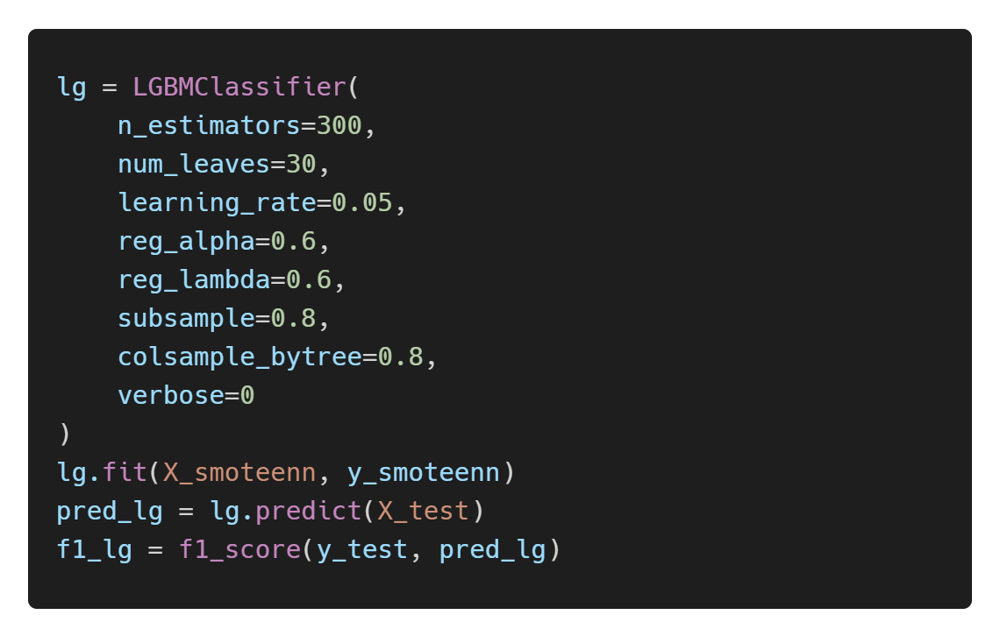 lg = LGBMClassifier(
    n_estimators=300,
    num_leaves=30,
    learning_rate=0.05,
    reg_alpha=0.6,
    reg_lambda=0.6,
    subsample=0.8,
    colsample_bytree=0.8,
    verbose=0
)
lg.fit(X_smoteenn, y_smoteenn)
pred_lg = lg.predict(X_test)
f1_lg = f1_score(y_test, pred_lg)